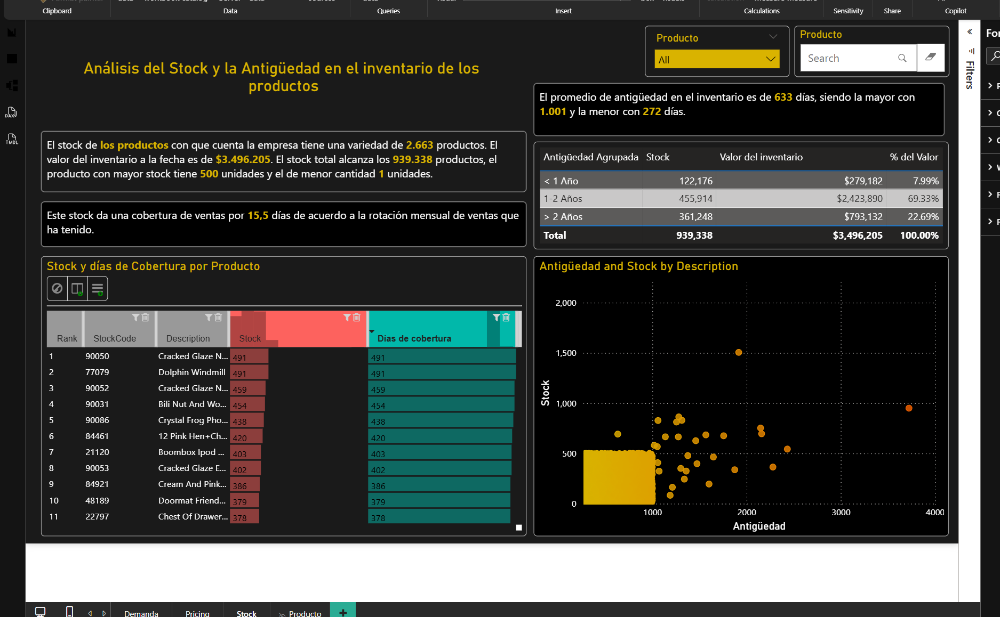 Clipboard
Data
Queries
Insert
Calculations
Sensitivity
Share
Copilot
Análisis del Stock y la Antigüedad en el inventario de los
productos
Producto
All
Producto
Search
Filters
DAX
TMDL
El promedio de antigüedad en el inventario es de 633 días, siendo la mayor con
1.001 y la menor con 272 días.
El stock de los productos con que cuenta la empresa tiene una variedad de 2.663 productos. El
valor del inventario a la fecha es de $3.496.205. El stock total alcanza los 939.338 productos, el
producto con mayor stock tiene 500 unidades y el de menor cantidad 1 unidades.
Este stock da una cobertura de ventas por 15,5 días de acuerdo a la rotación mensual de ventas que
ha tenido.
Antigüedad Agrupada Stock Valor del inventario % del Valor
< 1 Año 122,176 $279,182 7.99%
1-2 Años 455,914 $2,423,890 69.33%
> 2 Años 361,248 $793,132 22.69%
Total 939,338 $3,496,205 100.00%
Stock y días de Cobertura por Producto
Rank StockCode Description Stock Días de cobertura
1 90050 Cracked Glaze N... 491 491
2 77079 Dolphin Windmill 491 491
3 90052 Cracked Glaze N... 459 459
4 90031 Bili Nut And Wo... 454 454
5 90086 Crystal Frog Pho... 438 438
6 84461 12 Pink Hen+Ch... 420 420
7 21120 Boombox Ipod ... 403 403
8 90053 Cracked Glaze E... 402 402
9 84921 Cream And Pink... 386 386
10 48189 Doormat Friend... 379 379
11 22797 Chest Of Drawer... 378 378
Antigüedad and Stock by Description
2,000
1,500
1,000
500
0
Stock
1000 2000 3000 4000
Antigüedad
Demanda
Pricing
Stock
Producto